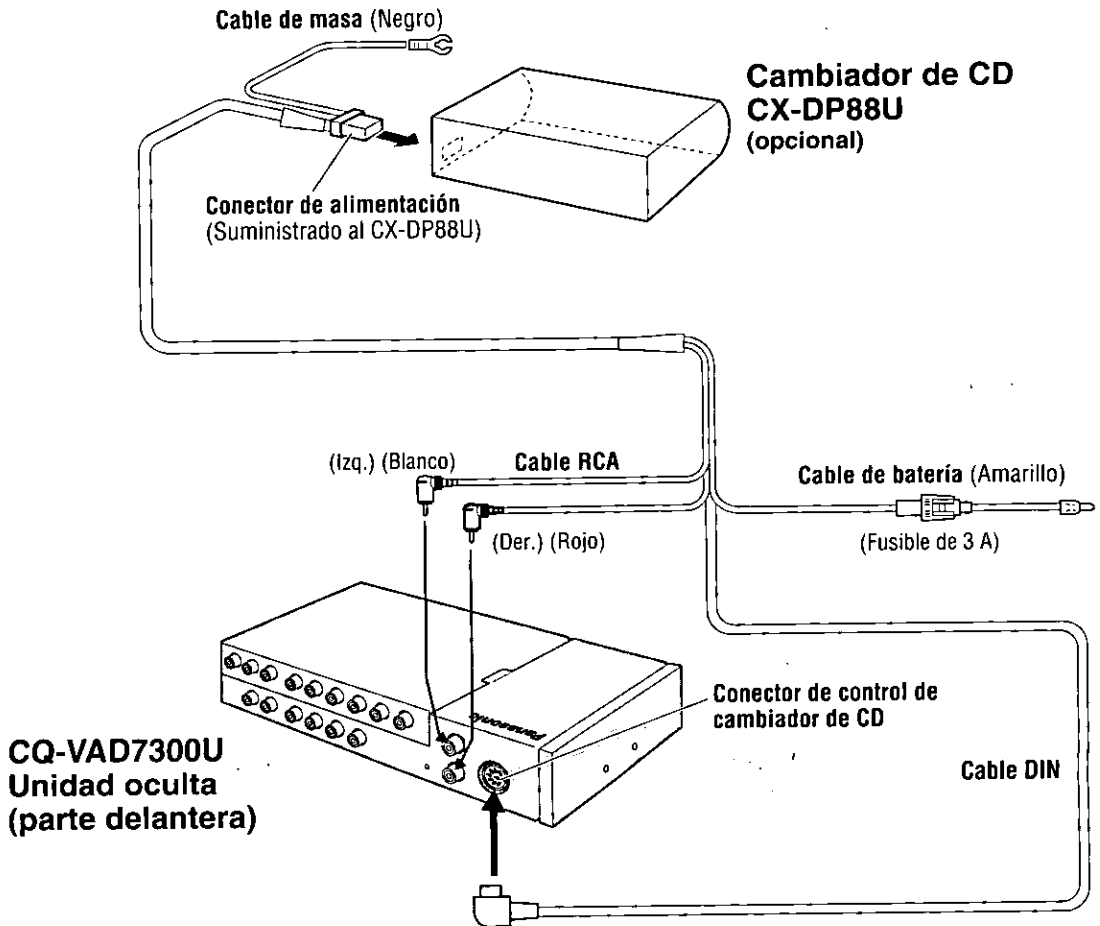 Cable de masa (Negro)
Cambiador de CD
CX-DP88U
(opcional)
Conector de alimentación
(Suministrado al CX-DP88U)
(Izq.) (Blanco)
Cable RCA
Cable de batería (Amarillo)
(Der.) (Rojo)
(Fusible de 3 A)
Panasonic
Conector de control de
cambiador de CD
CQ-VAD7300U
Unidad oculta
(parte delantera)
Cable DIN